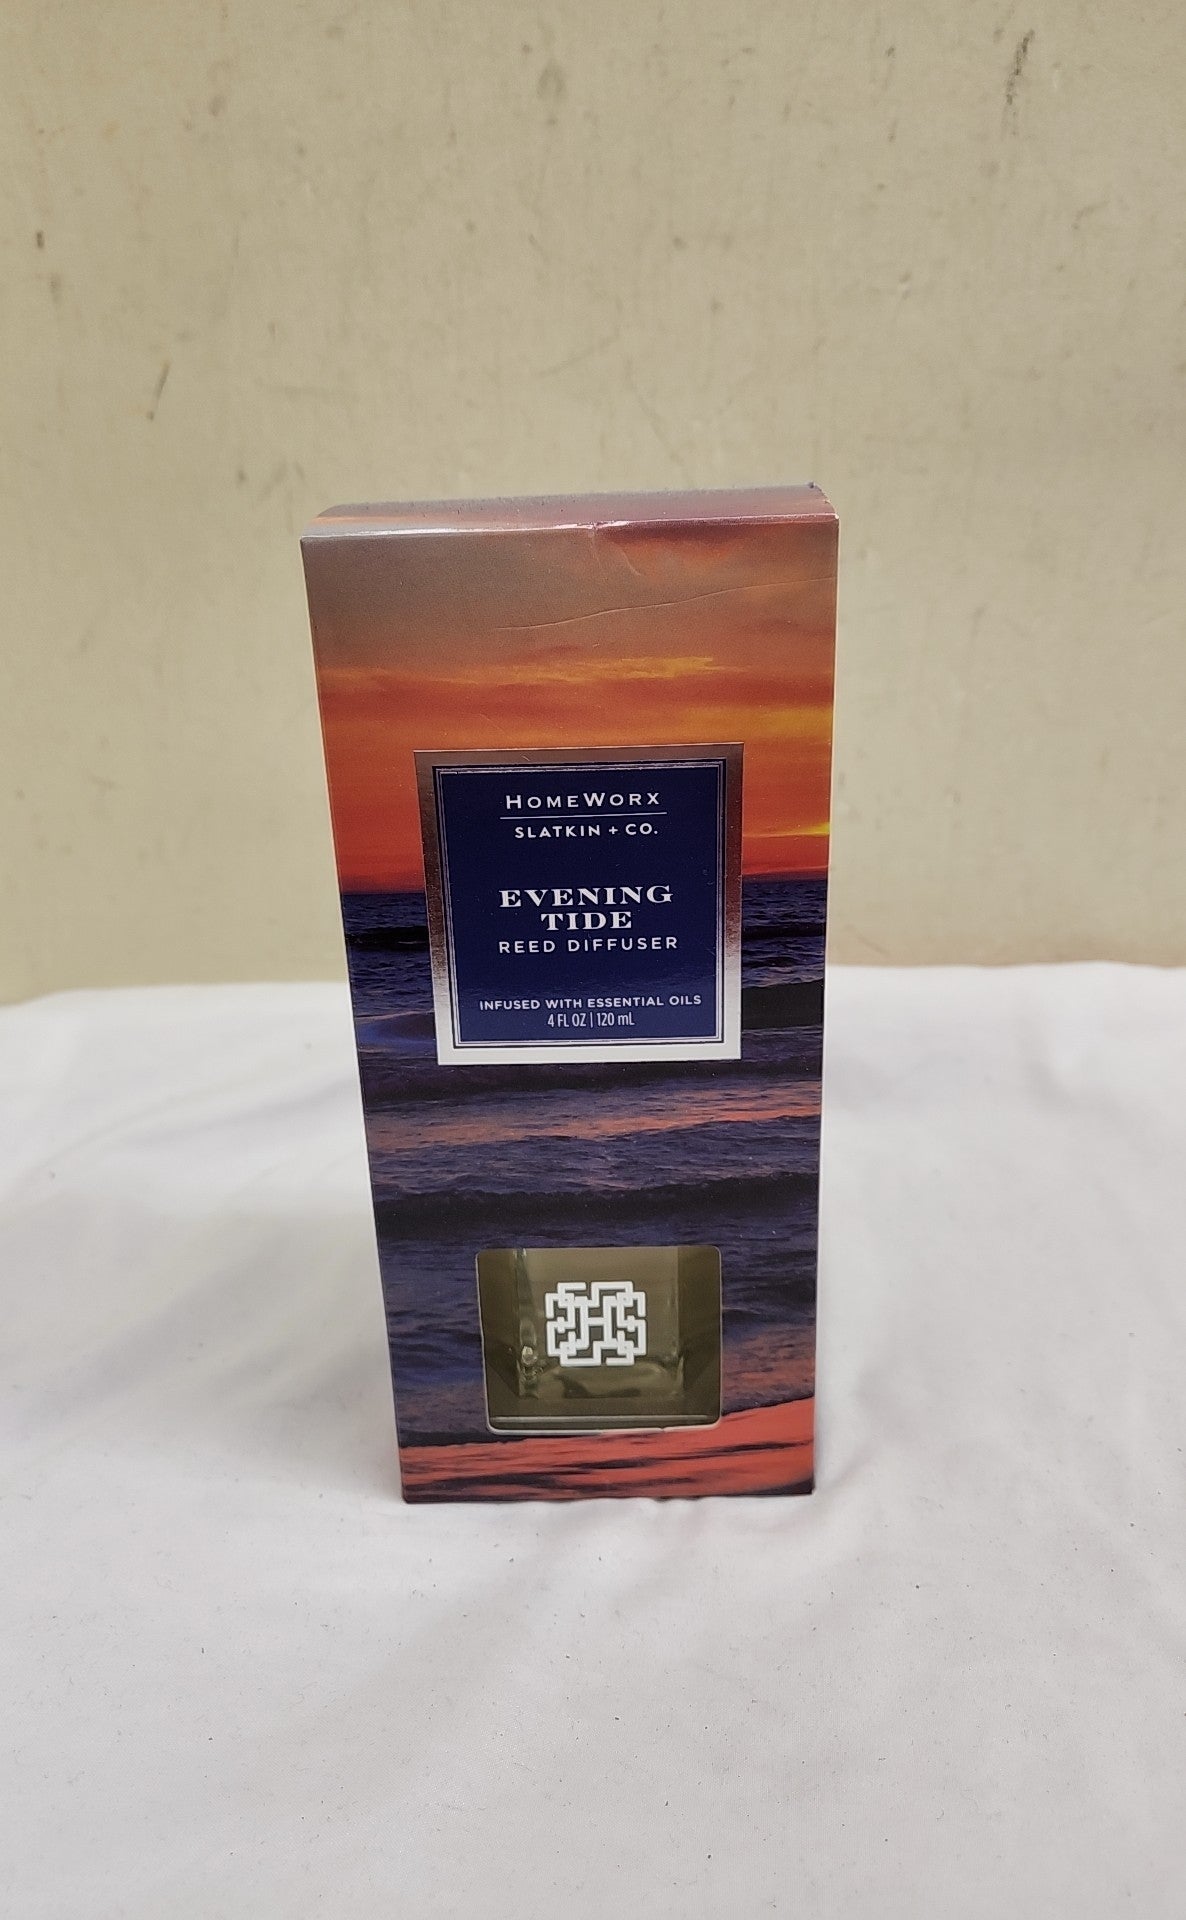 HOMEWORX
SLATKIN + CO.
EVENING
TIDE
REED DIFFUSER
INFUSED WITH ESSENTIAL OILS
4 FL OZ | 120 mL
H